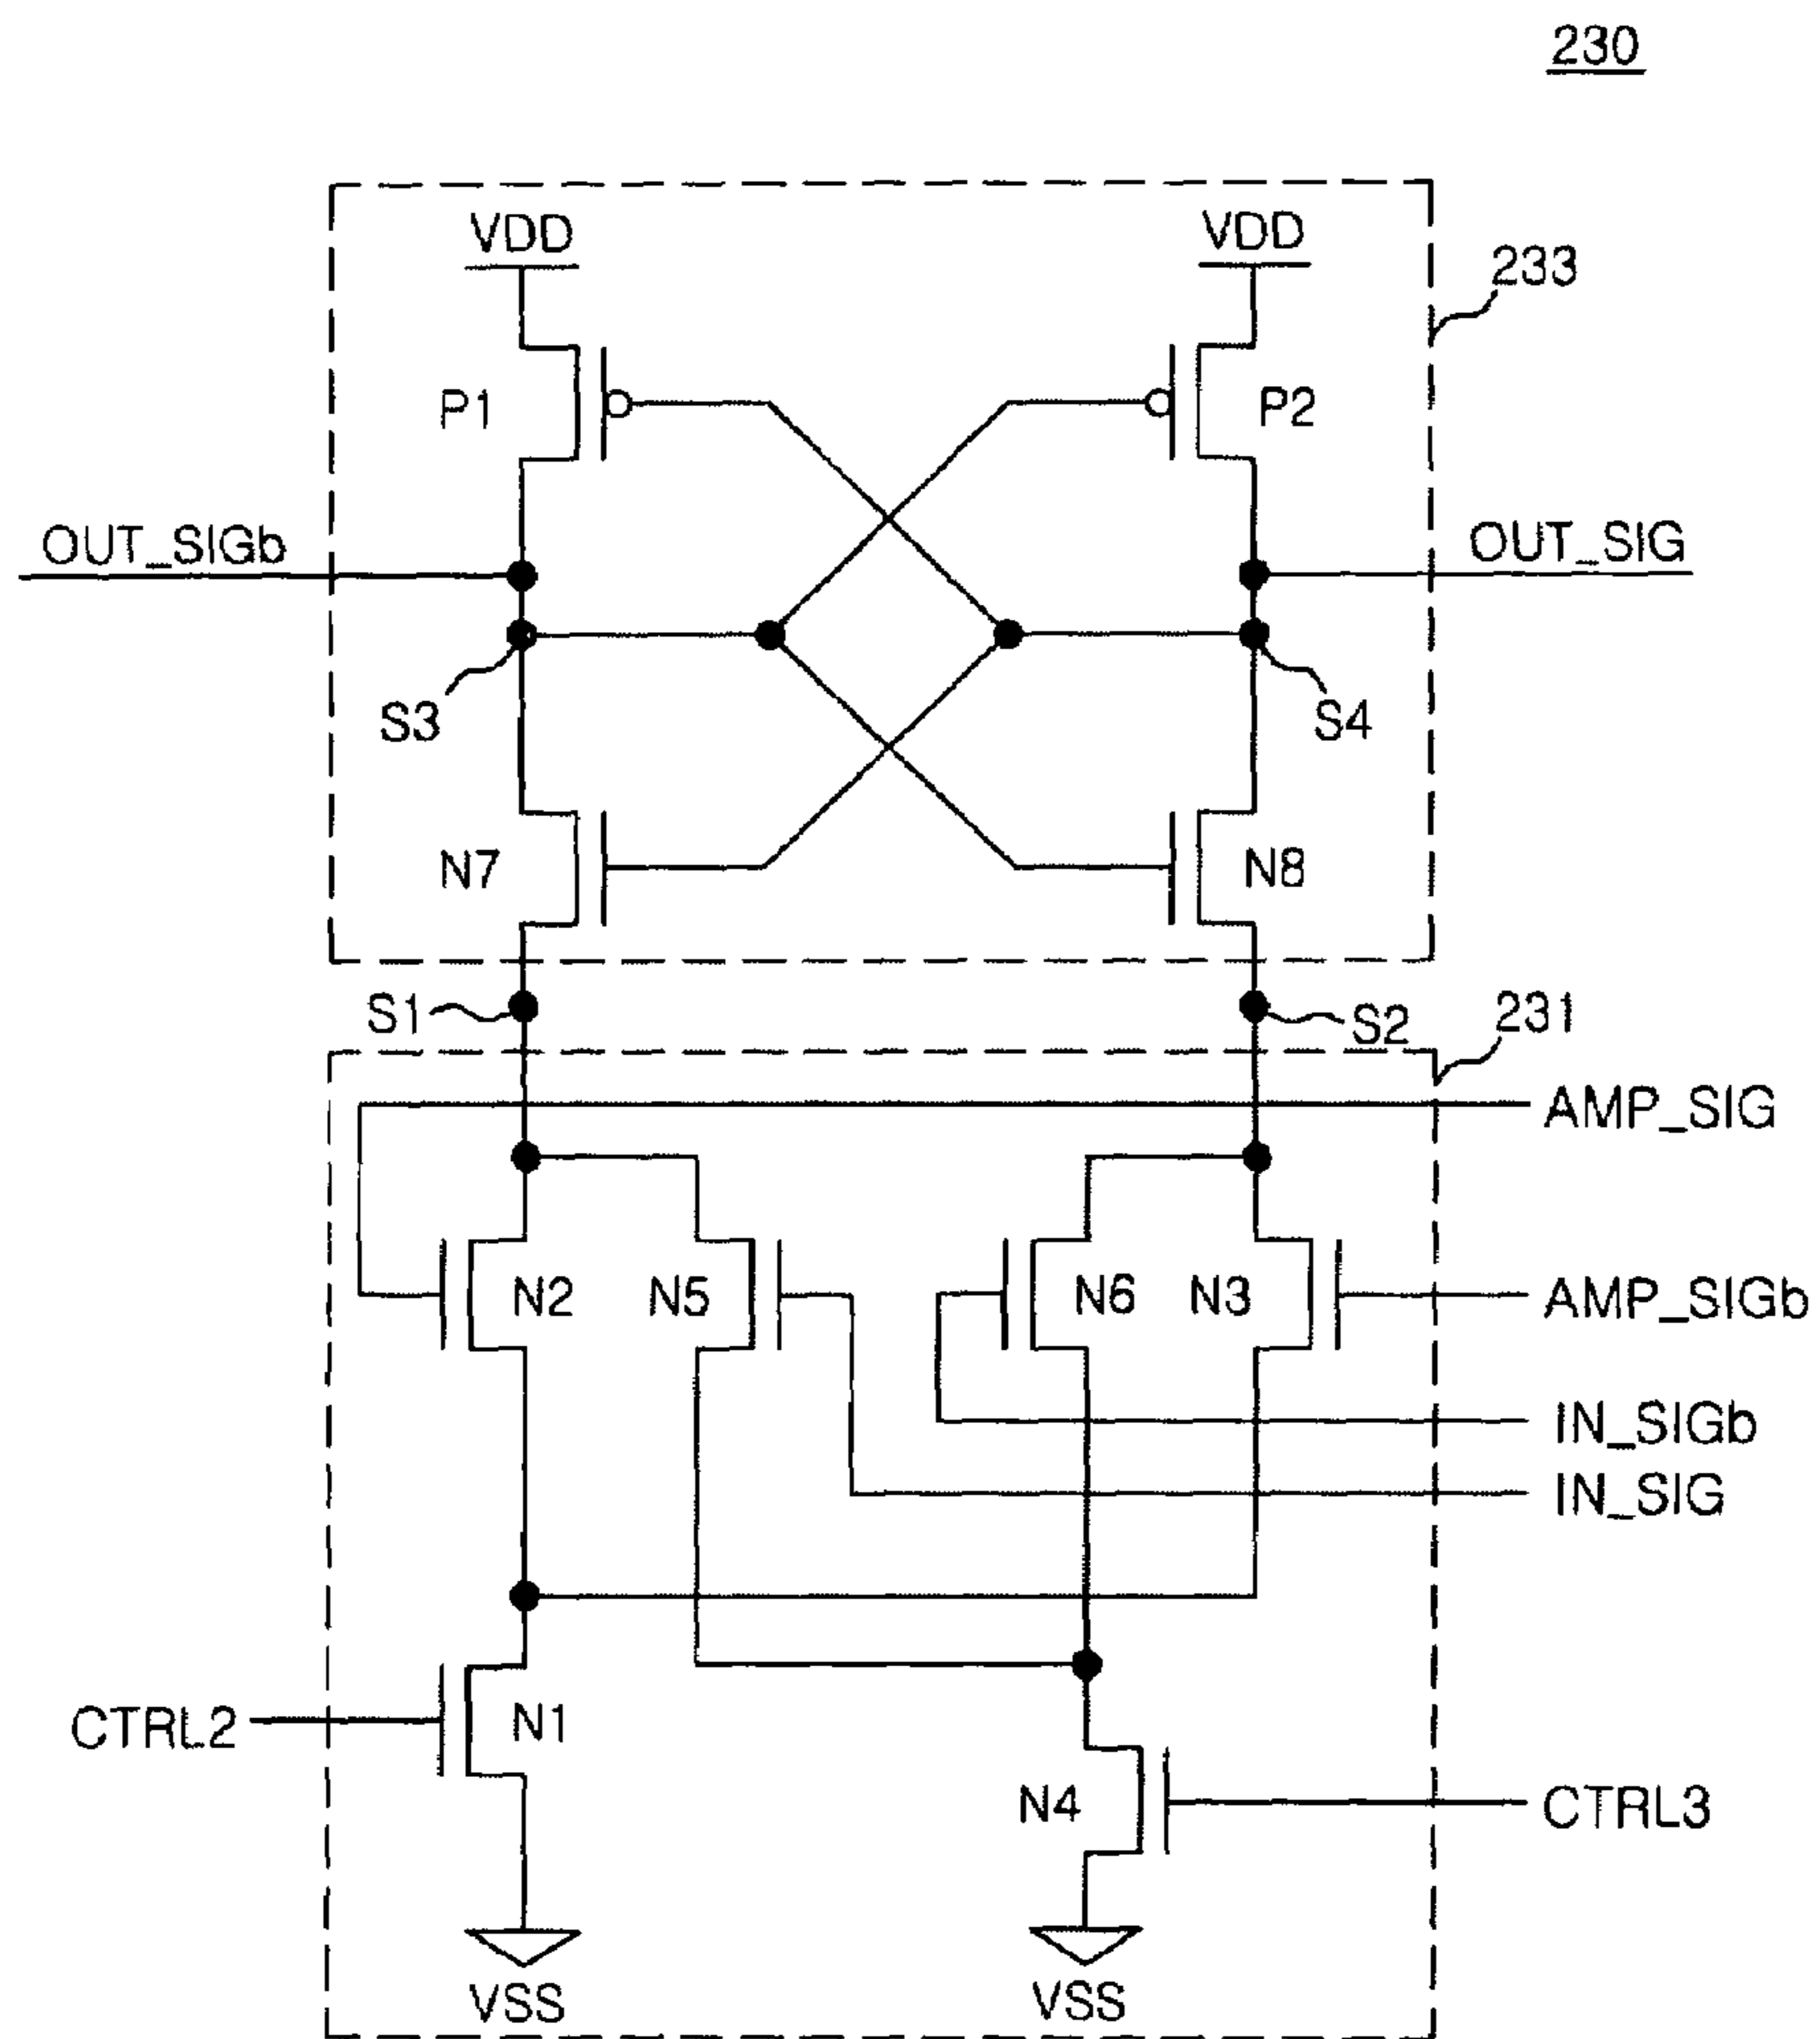 230
VDD VDD
233
P1 P2
OUT_SIGb OUT_SIG
S3 S4
N7 N8
S1 S2 231
AMP_SIG
N2 N5 N6 N3 AMP_SIGb
IN_SIGb
IN_SIG
CTRL2 N1
N4 CTRL3
VSS VSS